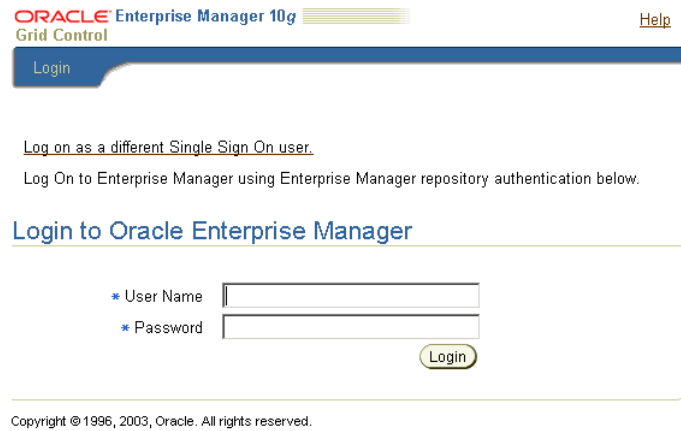 ORACLE Enterprise Manager 10g
Grid Control
Help
Login
Log on as a different Single Sign On user.
Log On to Enterprise Manager using Enterprise Manager repository authentication below.
Login to Oracle Enterprise Manager
* User Name
* Password
Login
Copyright © 1996, 2003, Oracle. All rights reserved.